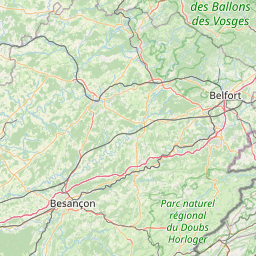 des Ballons
des Vosges
Belfort
Besançon
Parc naturel
régional
du Doubs
Horloger